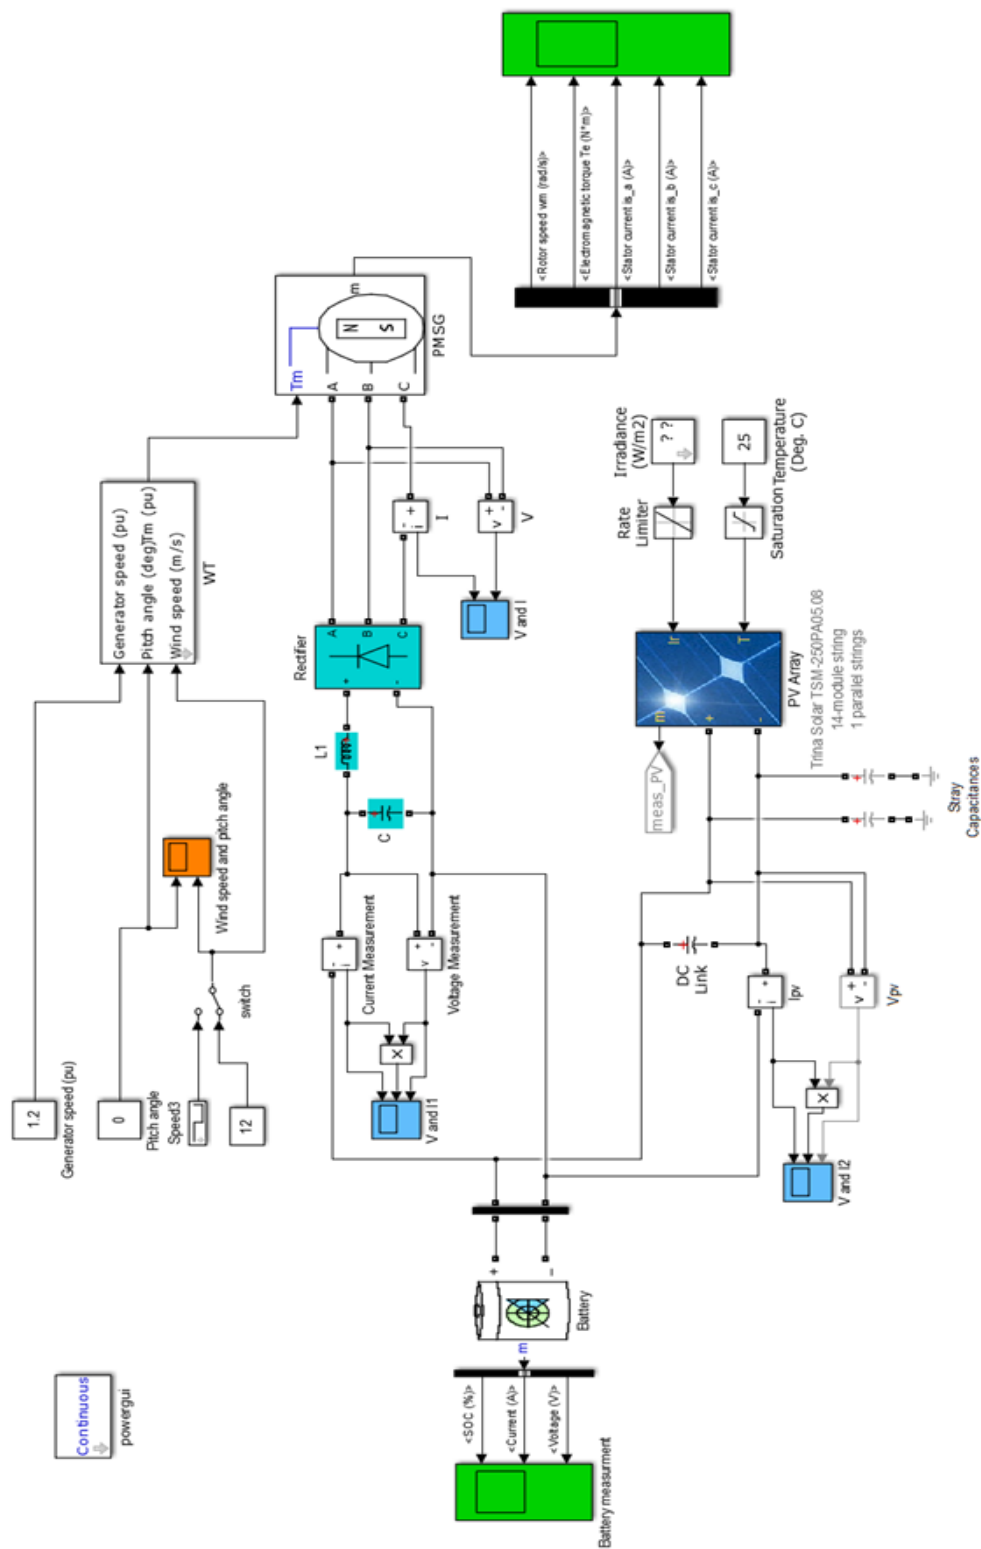 Continuous
powergui
1.2
Generator speed (pu)
0
Pitch angle
Speed3
12
switch
Wind speed and pitch angle
Generator speed (pu)
Pitch angle (deg)Tm (pu)
Wind speed (m/s)
WT
Tm
m
A
B
C
N
S
PMSG
<Rotor speed wm (rad/s)>
<Electromagnetic torque Te (N*m)>
<Stator current is_a (A)>
<Stator current is_b (A)>
<Stator current is_c (A)>
Rectifier
+
-
A
B
C
L1
C
i
-
+
I
v
+
-
V
V and I
i
-
+
Current Measurement
v
+
-
Voltage Measurement
×
V and I1
+
−
m
Battery
<SOC (%)>
<Current (A)>
<Voltage (V)>
Battery measurment
Irradiance
(W/m2)
? ?
Rate
Limiter
25
Saturation Temperature
(Deg. C)
Ir
T
m
+
-
PV Array
Trina Solar TSM-250PA05.08
14-module string
1 parallel strings
meas_PV
+
+
Stray
Capacitances
+
DC
Link
i
-
+
Ipv
v
+
-
Vpv
×
V and I2